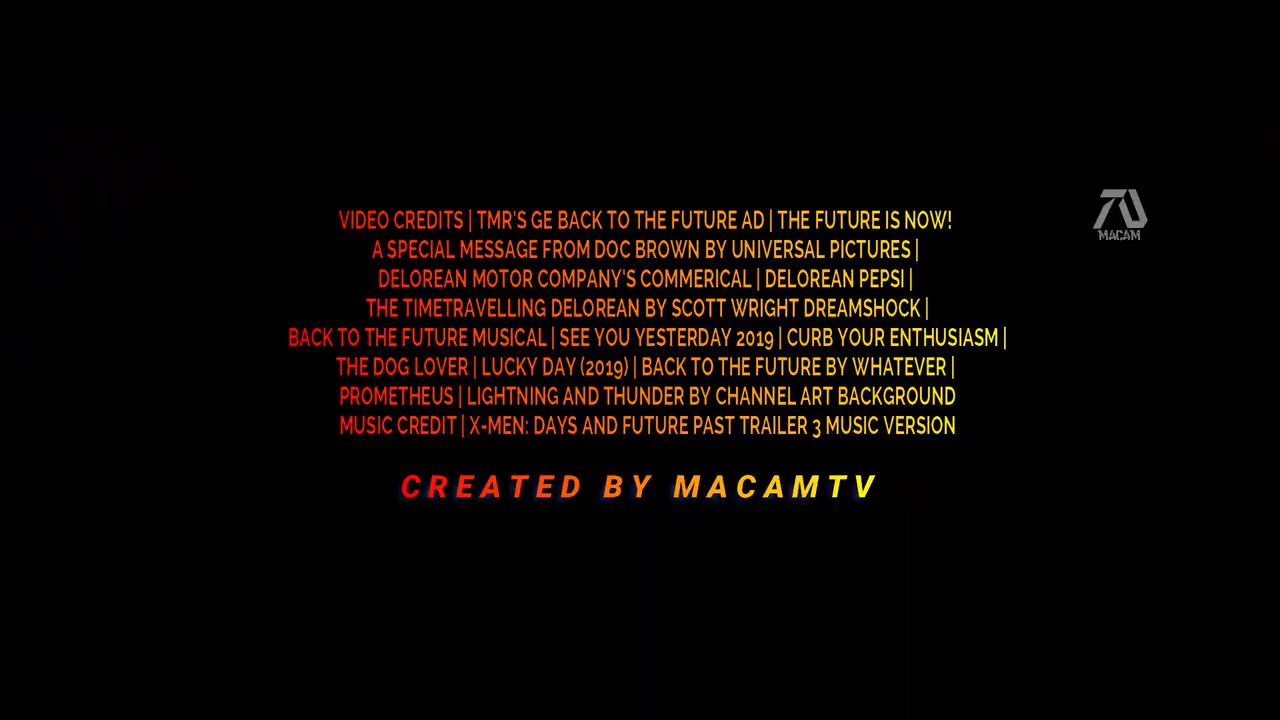 VIDEO CREDITS | TMR'S GE BACK TO THE FUTURE AD | THE FUTURE IS NOW!
A SPECIAL MESSAGE FROM DOC BROWN BY UNIVERSAL PICTURES |
DELOREAN MOTOR COMPANY'S COMMERICAL | DELOREAN PEPSI |
THE TIMETRAVELLING DELOREAN BY SCOTT WRIGHT DREAMSHOCK |
BACK TO THE FUTURE MUSICAL | SEE YOU YESTERDAY 2019 | CURB YOUR ENTHUSIASM |
THE DOG LOVER | LUCKY DAY (2019) | BACK TO THE FUTURE BY WHATEVER |
PROMETHEUS | LIGHTNING AND THUNDER BY CHANNEL ART BACKGROUND
MUSIC CREDIT | X-MEN: DAYS AND FUTURE PAST TRAILER 3 MUSIC VERSION
CREATED BY MACAMTV
MACAM